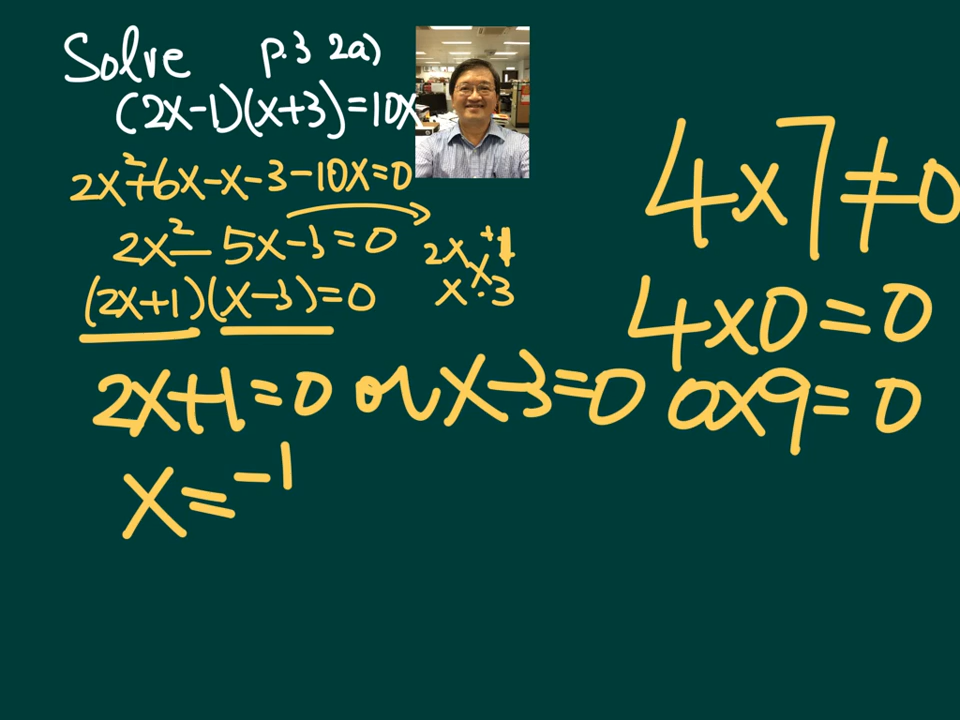 Solve p.3 2a)
(2x-1)(x+3)=10x
2x²+6x-x-3-10x=0
2x²-5x-3=0
2x +1
x -3
(2x+1)(x-3)=0
2x+1=0 or x-3=0
x=-1
4x7≠0
4x0=0
0x9=0